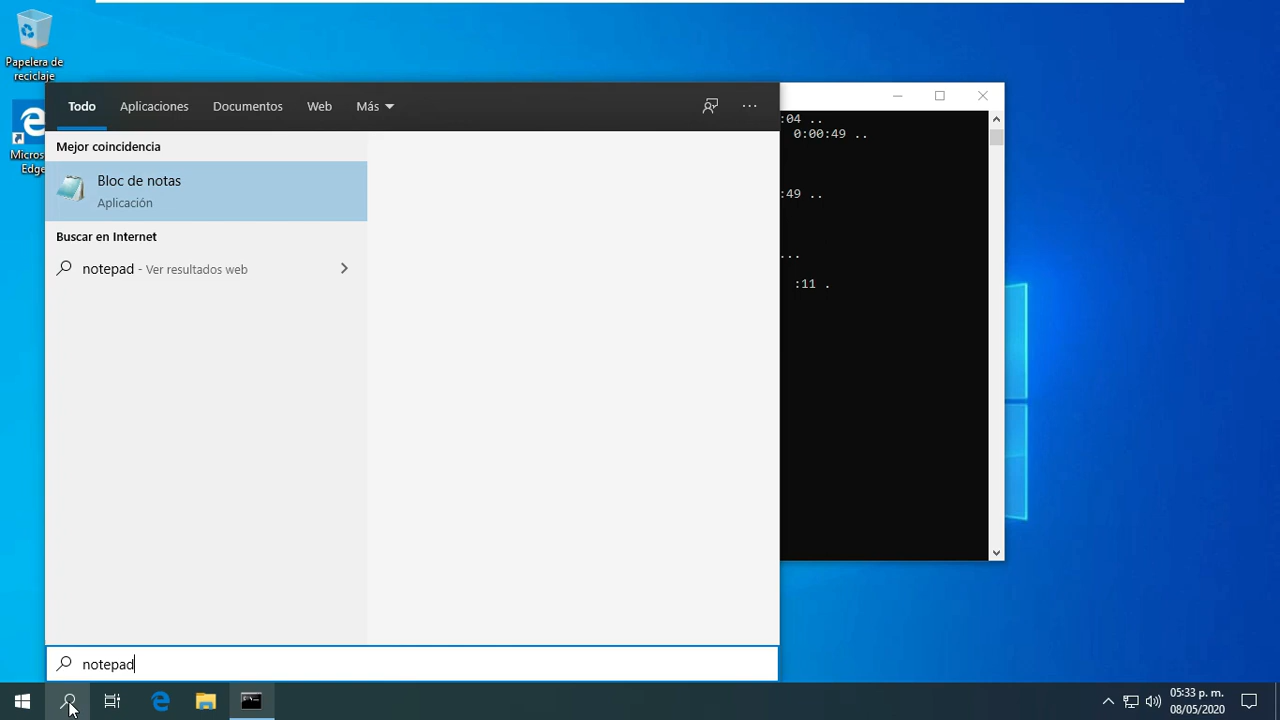 Papelera de
reciclaje
Micros
Edge
Todo
Aplicaciones
Documentos
Web
Más
...
Mejor coincidencia
Bloc de notas
Aplicación
Buscar en Internet
notepad - Ver resultados web
:04 ..
0:00:49 ..
:49 ..
...
:11 .
notepad
05:33 p. m.
08/05/2020